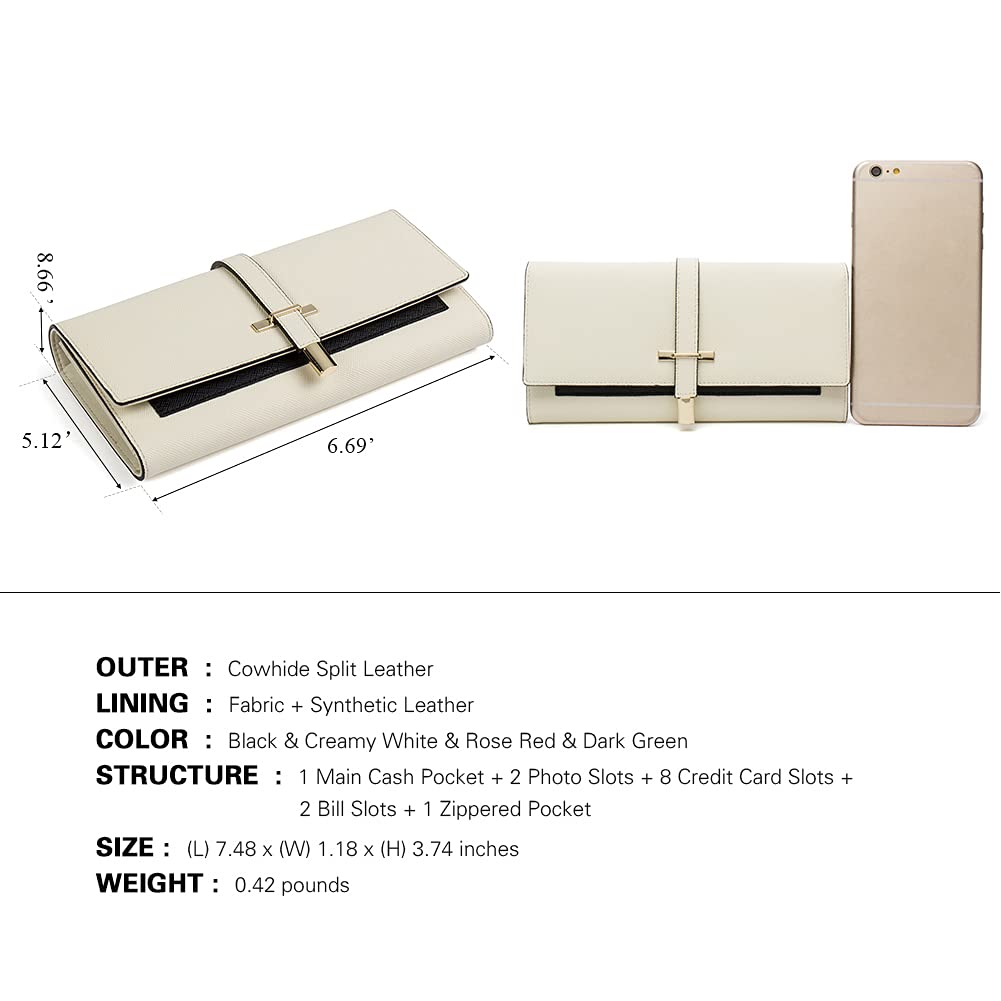 8.66’
5.12’
6.69’
OUTER : Cowhide Split Leather
LINING : Fabric + Synthetic Leather
COLOR : Black & Creamy White & Rose Red & Dark Green
STRUCTURE : 1 Main Cash Pocket + 2 Photo Slots + 8 Credit Card Slots +
2 Bill Slots + 1 Zippered Pocket
SIZE : (L) 7.48 x (W) 1.18 x (H) 3.74 inches
WEIGHT : 0.42 pounds